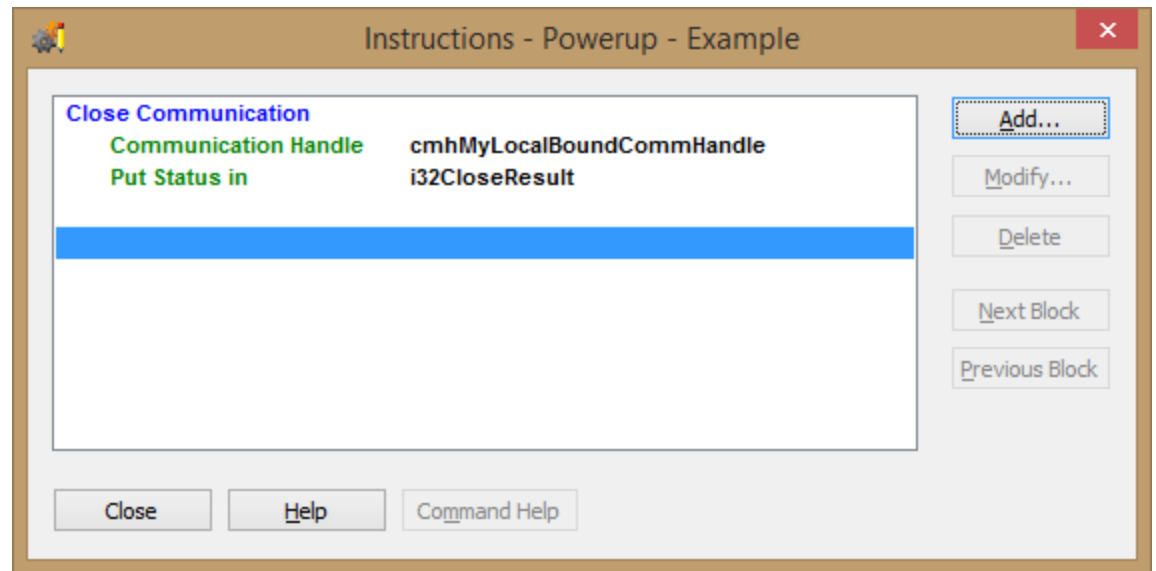 Instructions - Powerup - Example
Close Communication
Communication Handle cmhMyLocalBoundCommHandle
Put Status in i32CloseResult
Add...
Modify...
Delete
Next Block
Previous Block
Close Help Command Help